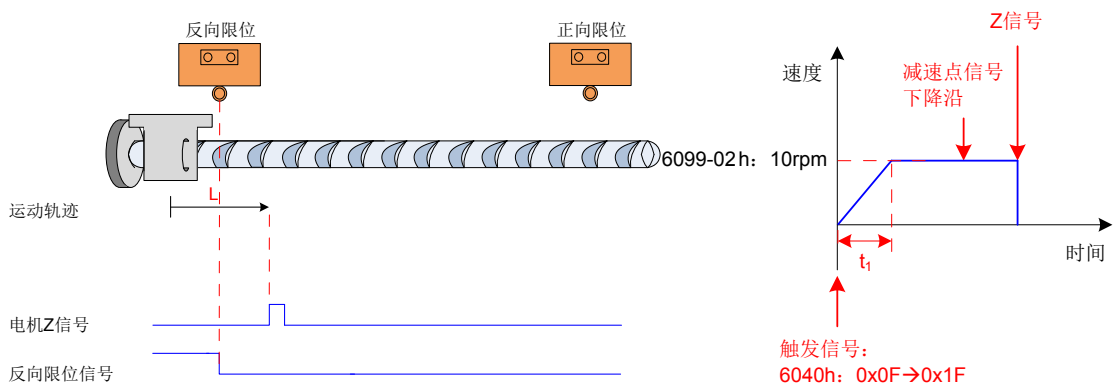 反向限位
正向限位
L
运动轨迹
电机Z信号
反向限位信号
Z信号
速度
减速点信号
下降沿
6099-02h：10rpm
t₁
时间
触发信号：
6040h：0x0F→0x1F